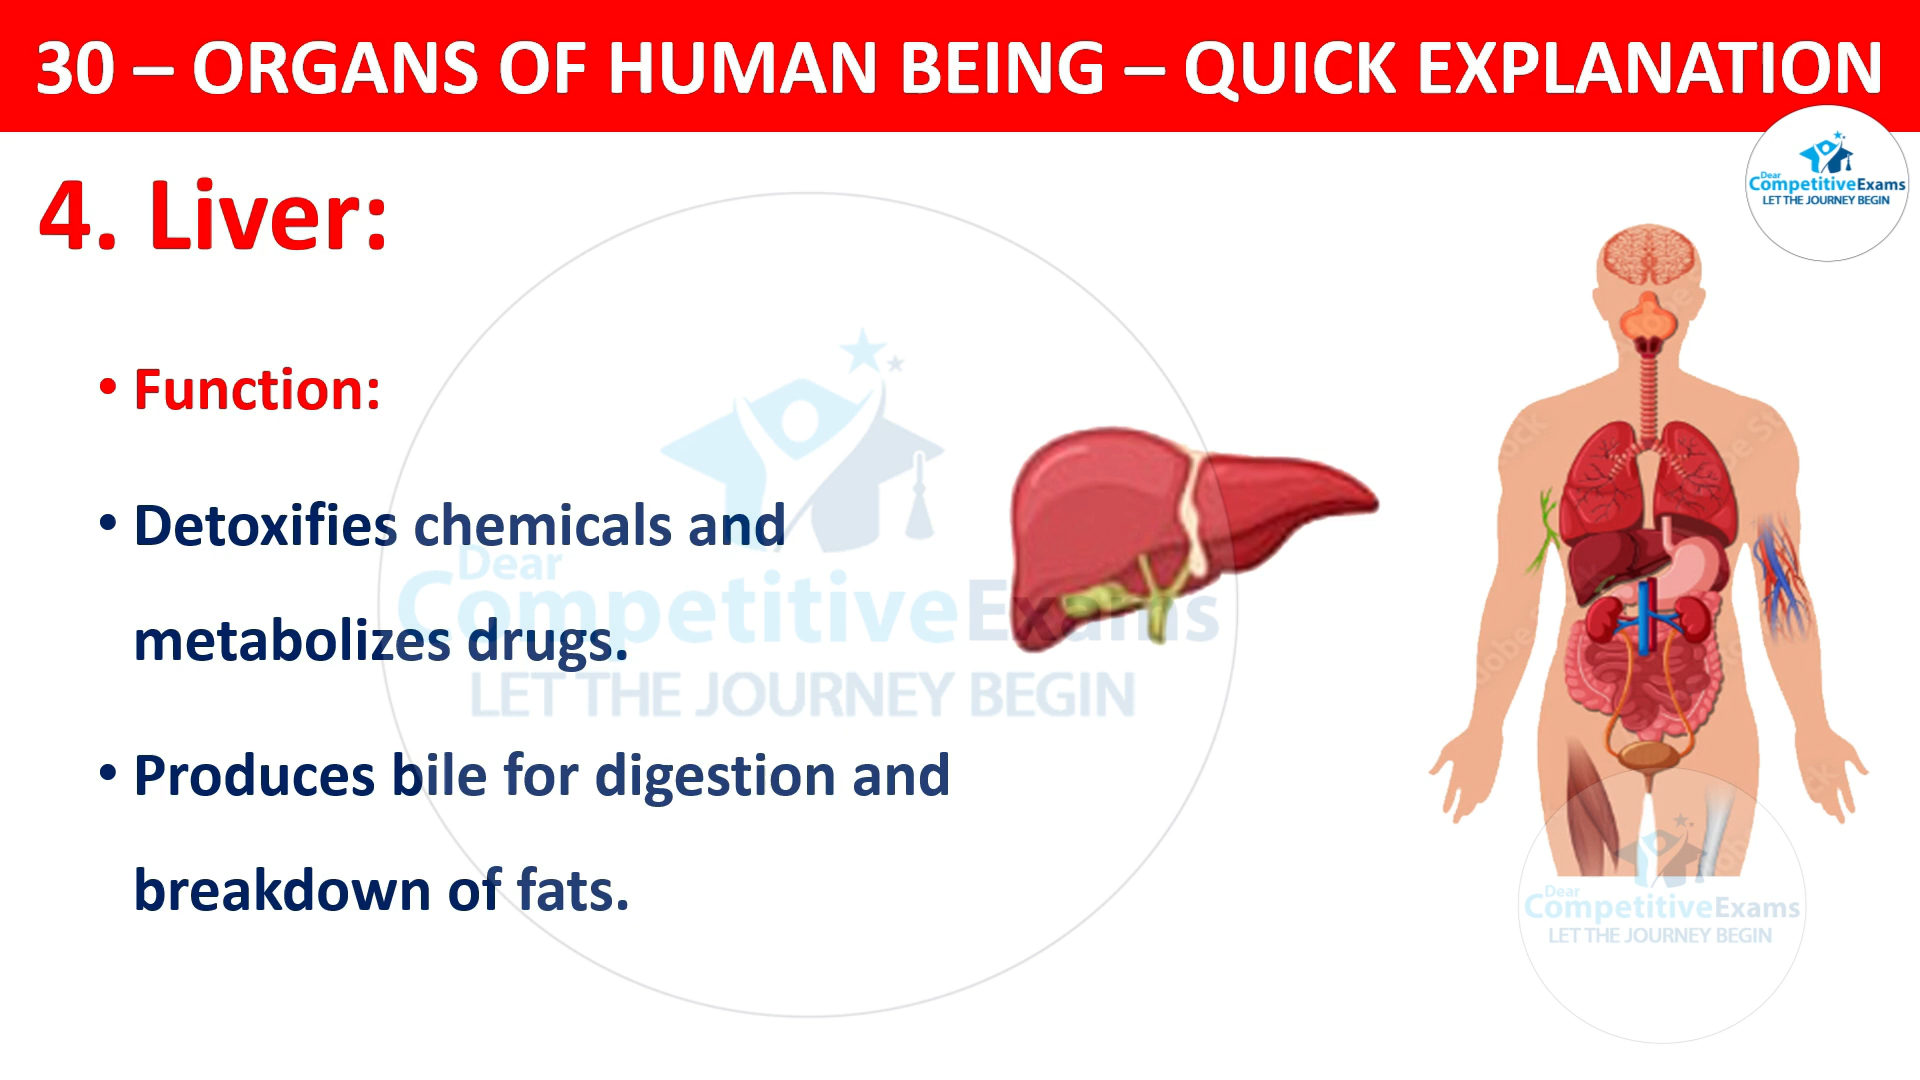 30 – ORGANS OF HUMAN BEING – QUICK EXPLANATION
Dear
CompetitiveExams
LET THE JOURNEY BEGIN
4. Liver:
• Function:
• Detoxifies chemicals and
metabolizes drugs.
• Produces bile for digestion and
breakdown of fats.
Dear
CompetitiveExams
LET THE JOURNEY BEGIN
Dear
CompetitiveExams
LET THE JOURNEY BEGIN